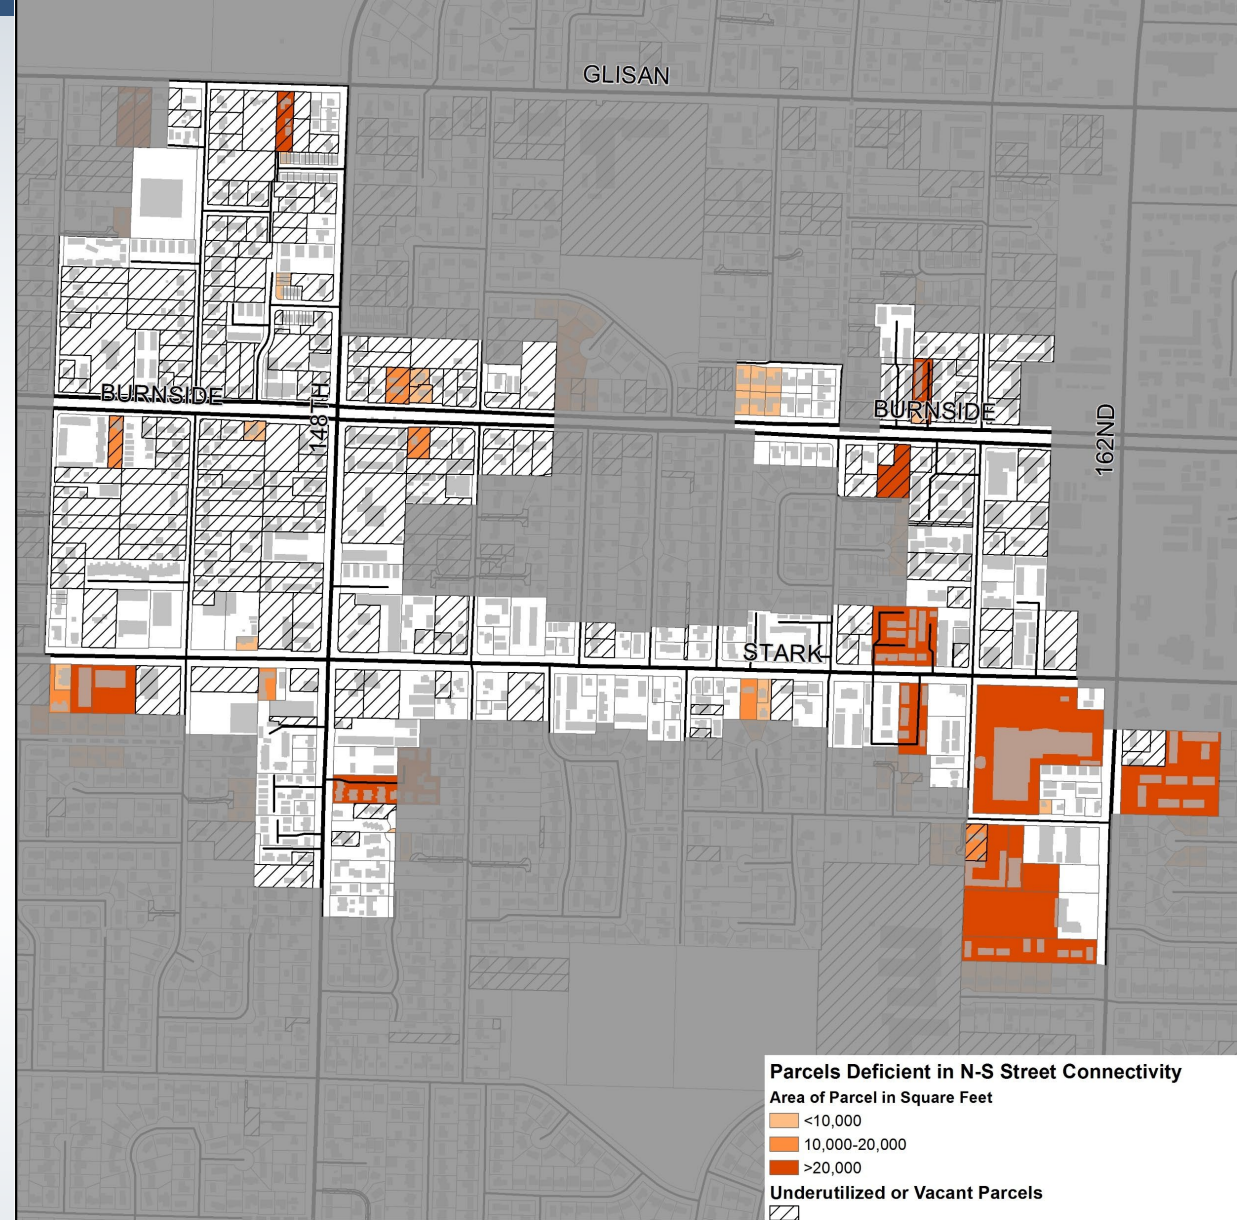 GLISAN
BURNSIDE
148TH
BURNSIDE
162ND
STARK
Parcels Deficient in N-S Street Connectivity
Area of Parcel in Square Feet
<10,000
10,000-20,000
>20,000
Underutilized or Vacant Parcels